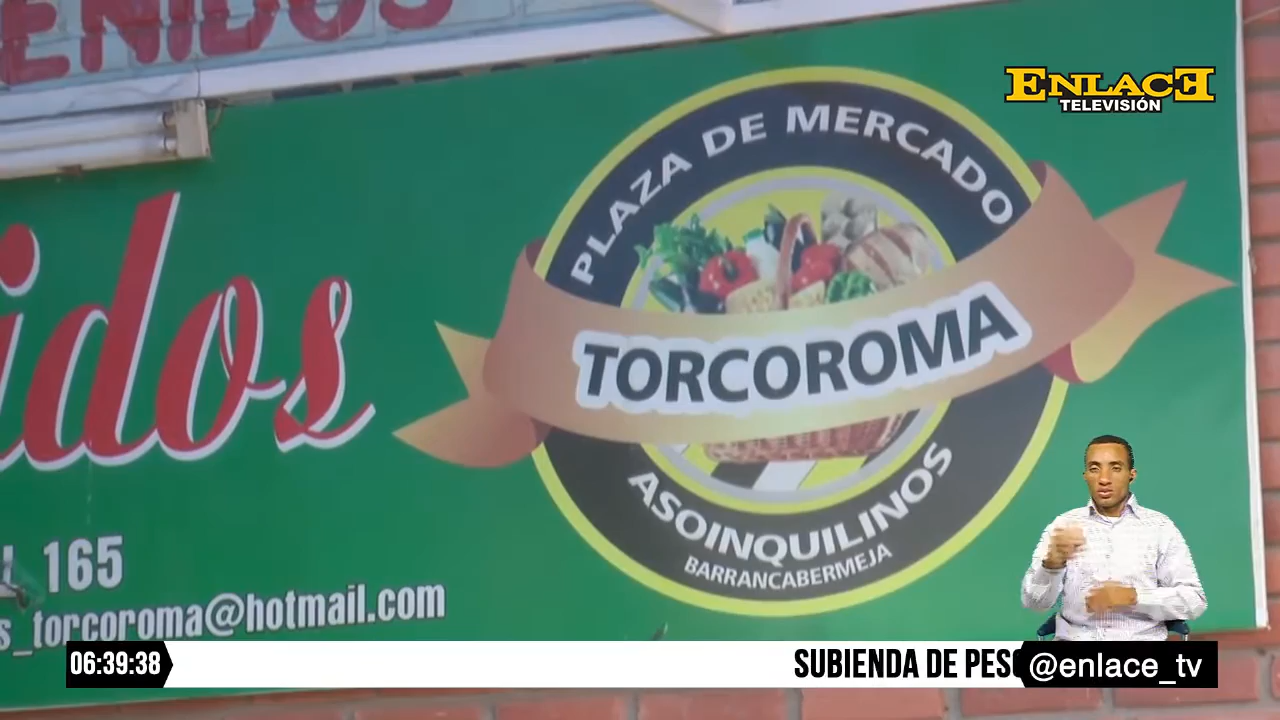 ENIDOS
ENLACE
TELEVISIÓN
PLAZA DE MERCADO
TORCOROMA
ASOINQUILINOS
BARRANCABERMEJA
idos
165
s_torcoroma@hotmail.com
06:39:38
SUBIENDA DE PESC
@enlace_tv